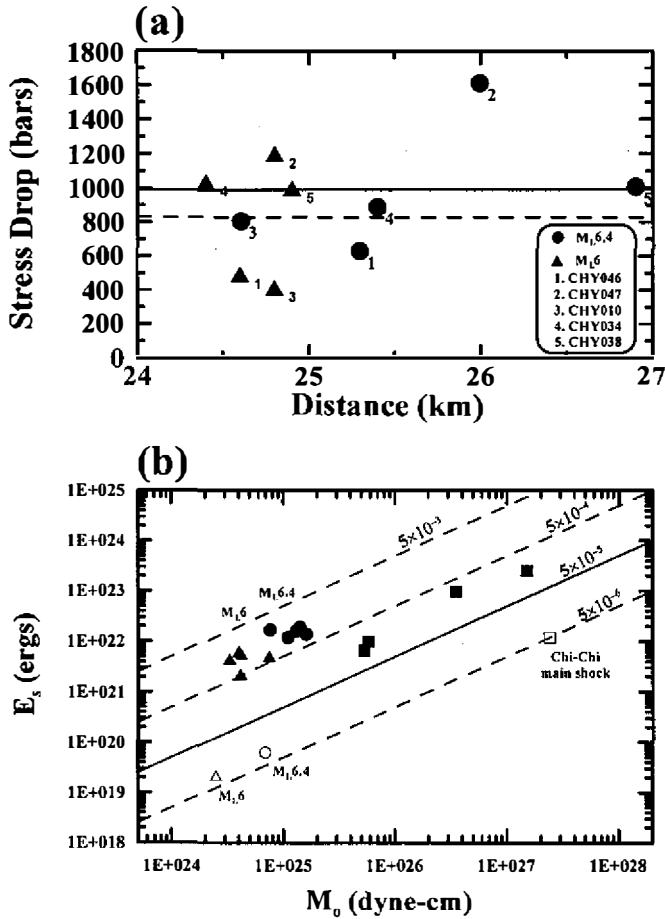 (a)
Stress Drop (bars)
1800
1600
1400
1200
1000
800
600
400
200
0
2
2
4
5
5
3
4
1
1
3
M_L6.4
M_L6
1. CHY046
2. CHY047
3. CHY080
4. CHY034
5. CHY038
24
25
26
27
Distance (km)
(b)
E_s (ergs)
1E+025
1E+024
1E+023
1E+022
1E+021
1E+020
1E+019
1E+018
5×10⁻³
5×10⁻⁴
5×10⁻⁵
5×10⁻⁶
M_L6.4
M_L6
Chi-Chi
main shock
M_L6.4
M_L6
1E+024
1E+025
1E+026
1E+027
1E+028
M_0 (dyne-cm)